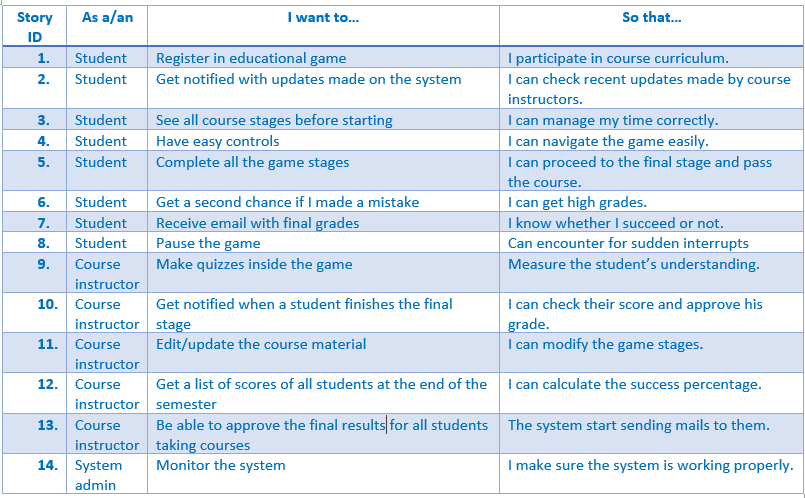 Story ID As a/an I want to... So that...
1. Student Register in educational game I participate in course curriculum.
2. Student Get notified with updates made on the system I can check recent updates made by course
instructors.
3. Student See all course stages before starting I can manage my time correctly.
4. Student Have easy controls I can navigate the game easily.
5. Student Complete all the game stages I can proceed to the final stage and pass
the course.
6. Student Get a second chance if I made a mistake I can get high grades.
7. Student Receive email with final grades I know whether I succeed or not.
8. Student Pause the game Can encounter for sudden interrupts
9. Course instructor Make quizzes inside the game Measure the student's understanding.
10. Course instructor Get notified when a student finishes the final stage I can check their score and approve his grade.
11. Course instructor Edit/update the course material I can modify the game stages.
12. Course instructor Get a list of scores of all students at the end of the semester I can calculate the success percentage.
13. Course instructor Be able to approve the final results for all students taking courses The system start sending mails to them.
14. System admin Monitor the system I make sure the system is working properly.